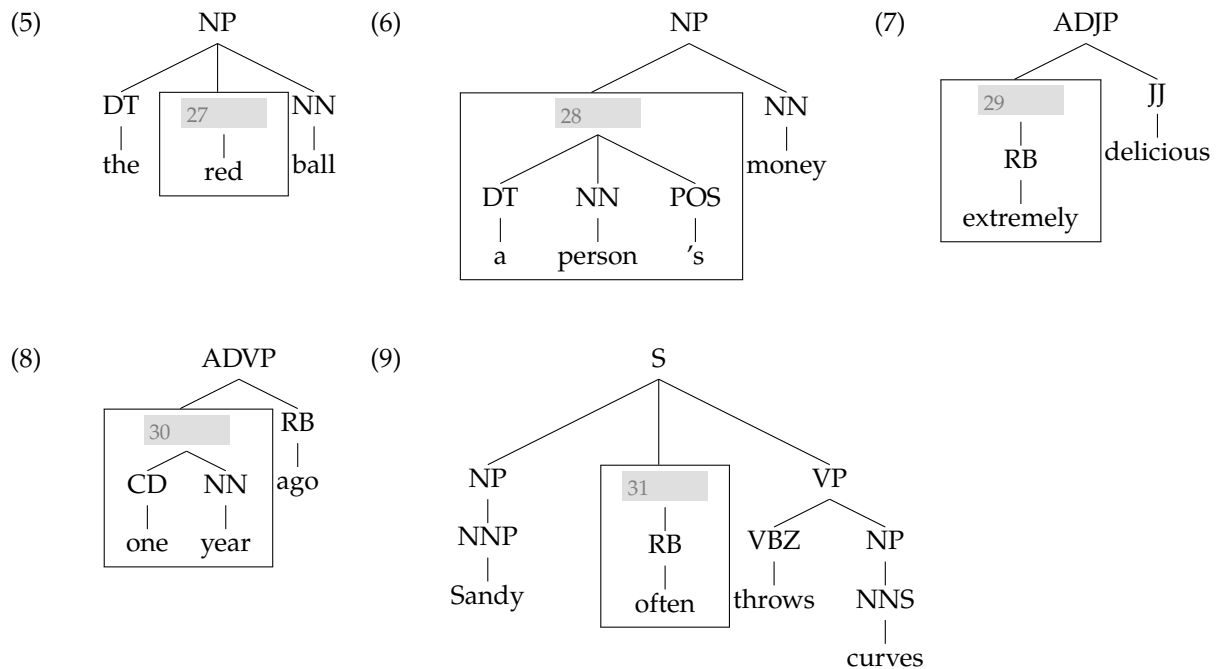 (5) NP (6) NP (7) ADJP
DT 27 NN 28 NN 29 JJ
the red ball money RB delicious
DT NN POS extremely
a person 's
(8) ADVP (9) S
30 RB
CD NN ago NP 31 VP
one year NNP RB VBZ NP
Sandy often throws NNS
curves